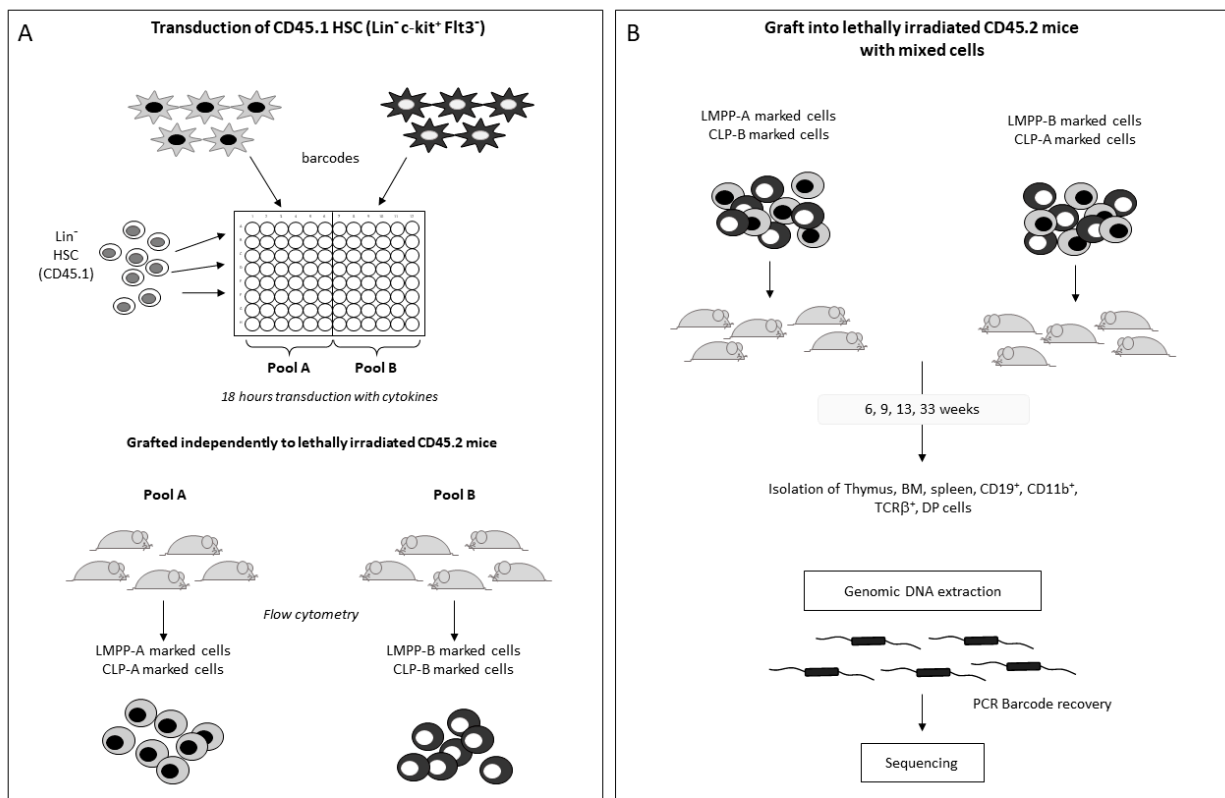 A
Transduction of CD45.1 HSC (Lin⁻ c-kit⁺ Flt3⁻)
barcodes
Lin⁻
HSC
(CD45.1)
Pool A
Pool B
18 hours transduction with cytokines
Grafted independently to lethally irradiated CD45.2 mice
Pool A
Pool B
Flow cytometry
LMPP-A marked cells
CLP-A marked cells
LMPP-B marked cells
CLP-B marked cells
B
Graft into lethally irradiated CD45.2 mice
with mixed cells
LMPP-A marked cells
CLP-B marked cells
LMPP-B marked cells
CLP-A marked cells
6, 9, 13, 33 weeks
Isolation of Thymus, BM, spleen, CD19⁺, CD11b⁺,
TCRβ⁺, DP cells
Genomic DNA extraction
PCR Barcode recovery
Sequencing